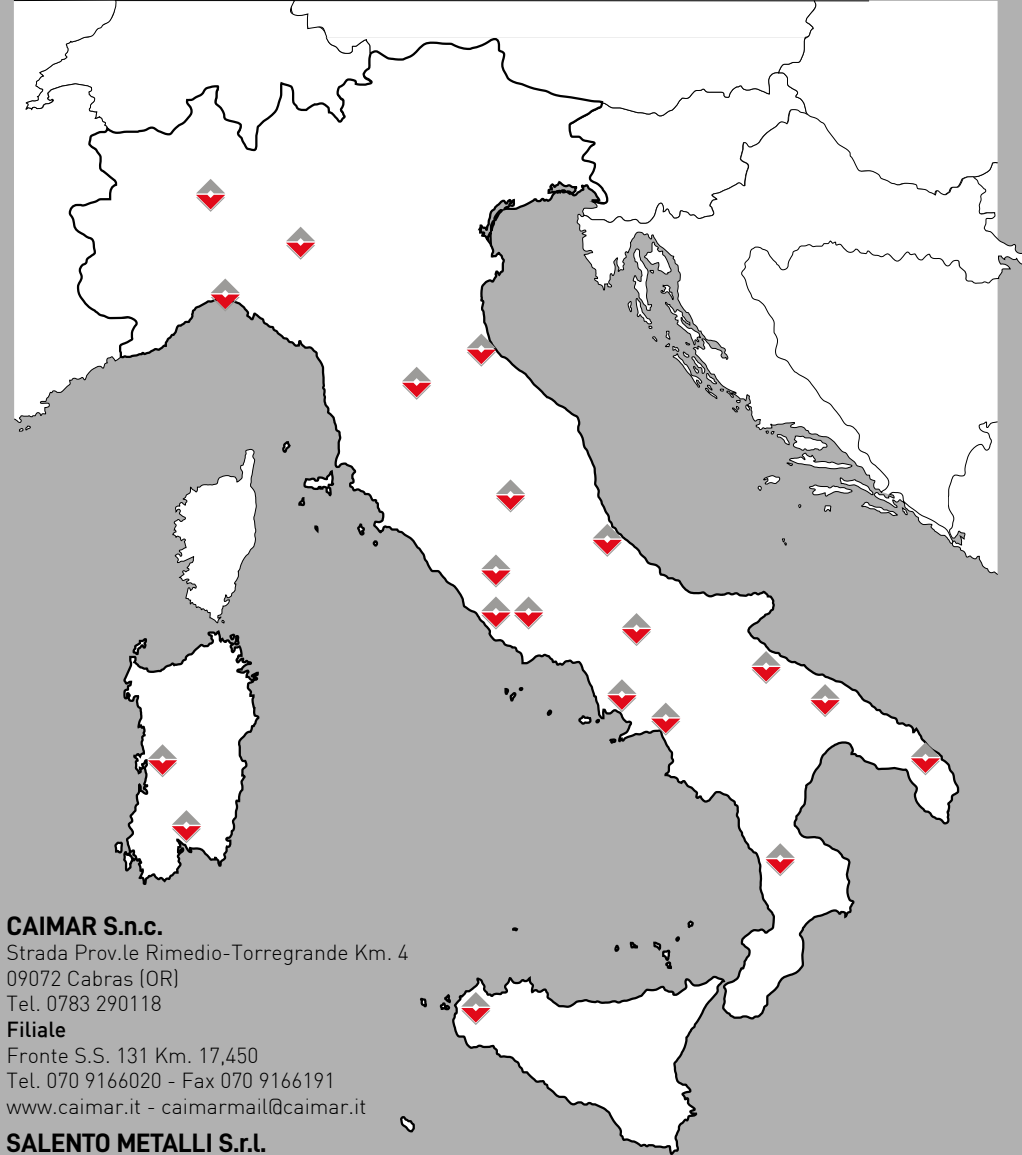 CAIMAR S.n.c.
Strada Prov.le Rimedio-Torregrande Km. 4
09072 Cabras (OR)
Tel. 0783 290118
Filiale
Fronte S.S. 131 Km. 17,450
Tel. 070 9166020 - Fax 070 9166191
www.caimar.it - caimarmail@caimar.it
SALENTO METALLI S.r.l.